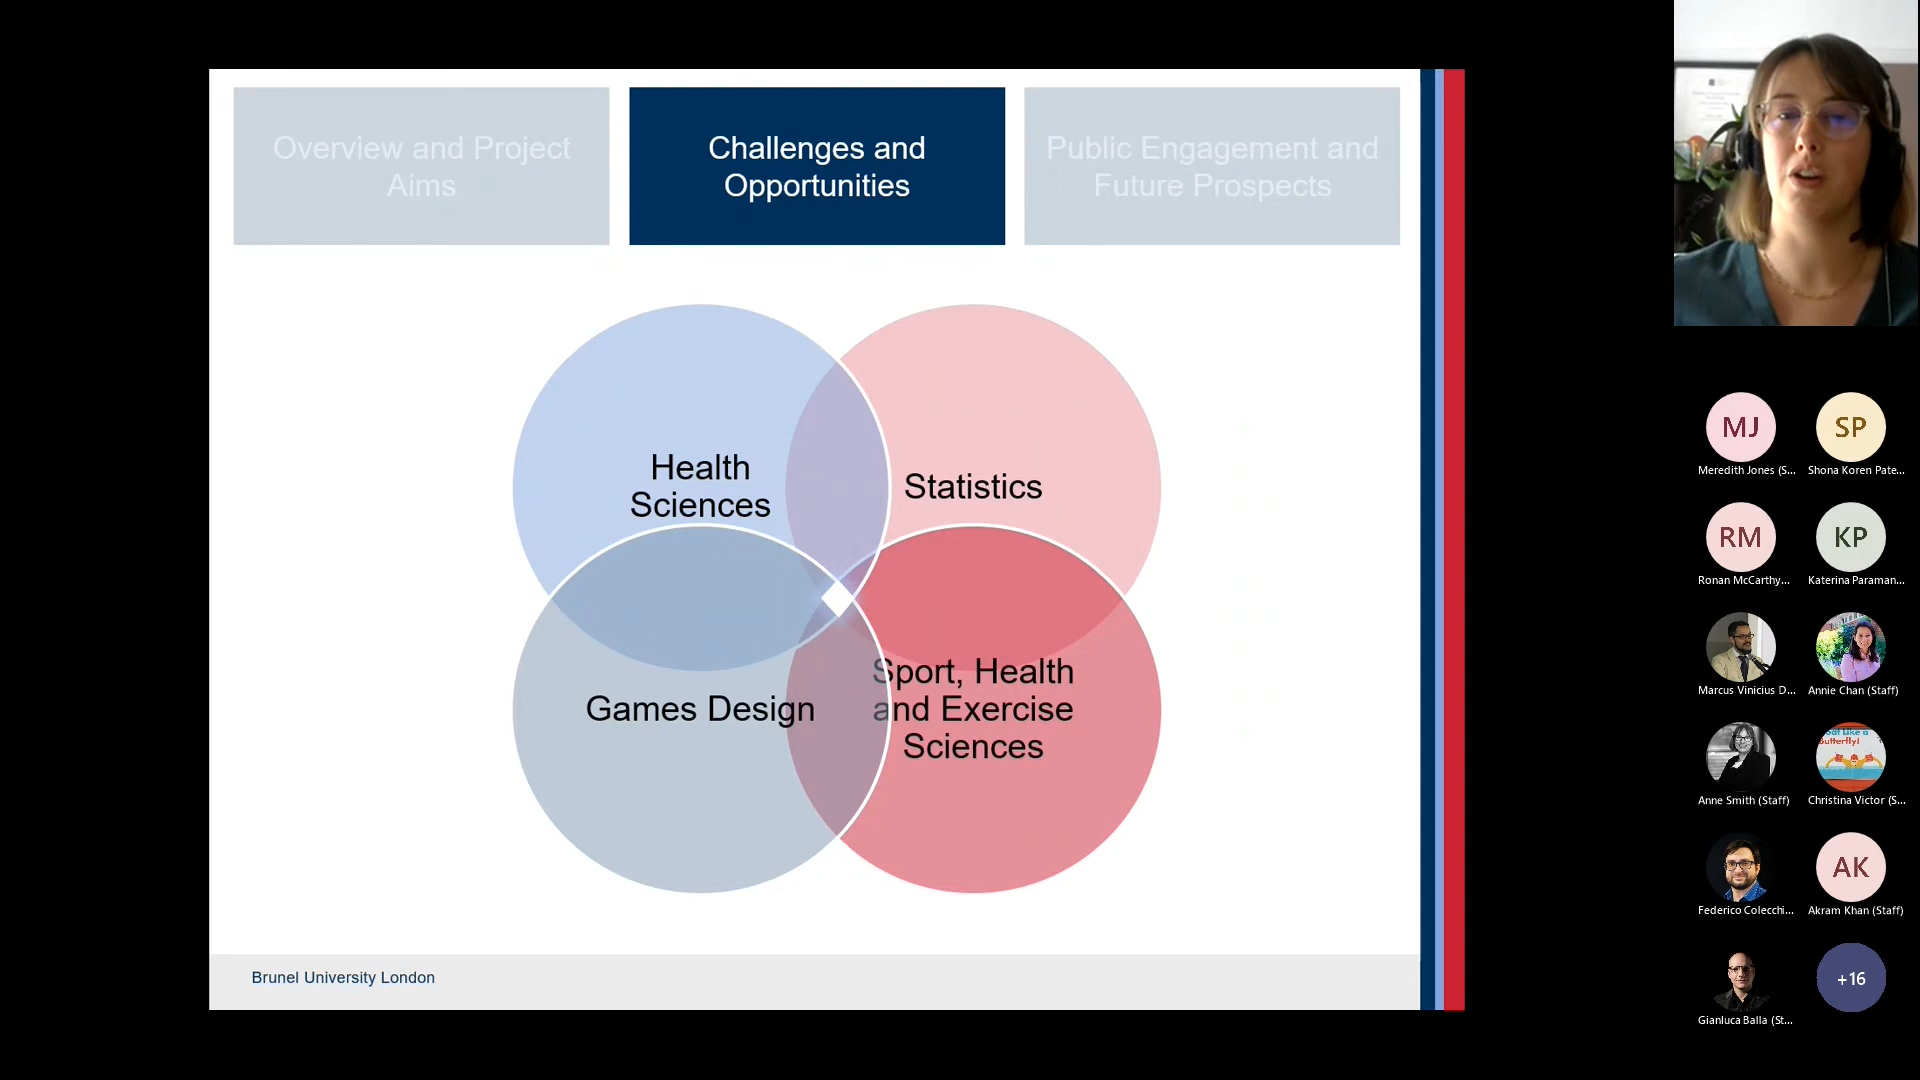 Overview and Project
Aims
Challenges and
Opportunities
Public Engagement and
Future Prospects
Health
Sciences
Statistics
Games Design
Sport, Health
and Exercise
Sciences
Brunel University London
MJ
Meredith Jones (S...
SP
Shona Koren Pate...
RM
Ronan McCarthy...
KP
Katerina Paraman...
Marcus Vinicius D...
Annie Chan (Staff)
Anne Smith (Staff)
Butterfly!
Christina Victor (S...
Federico Colecchi...
AK
Akram Khan (Staff)
Gianluca Balla (St...
+16